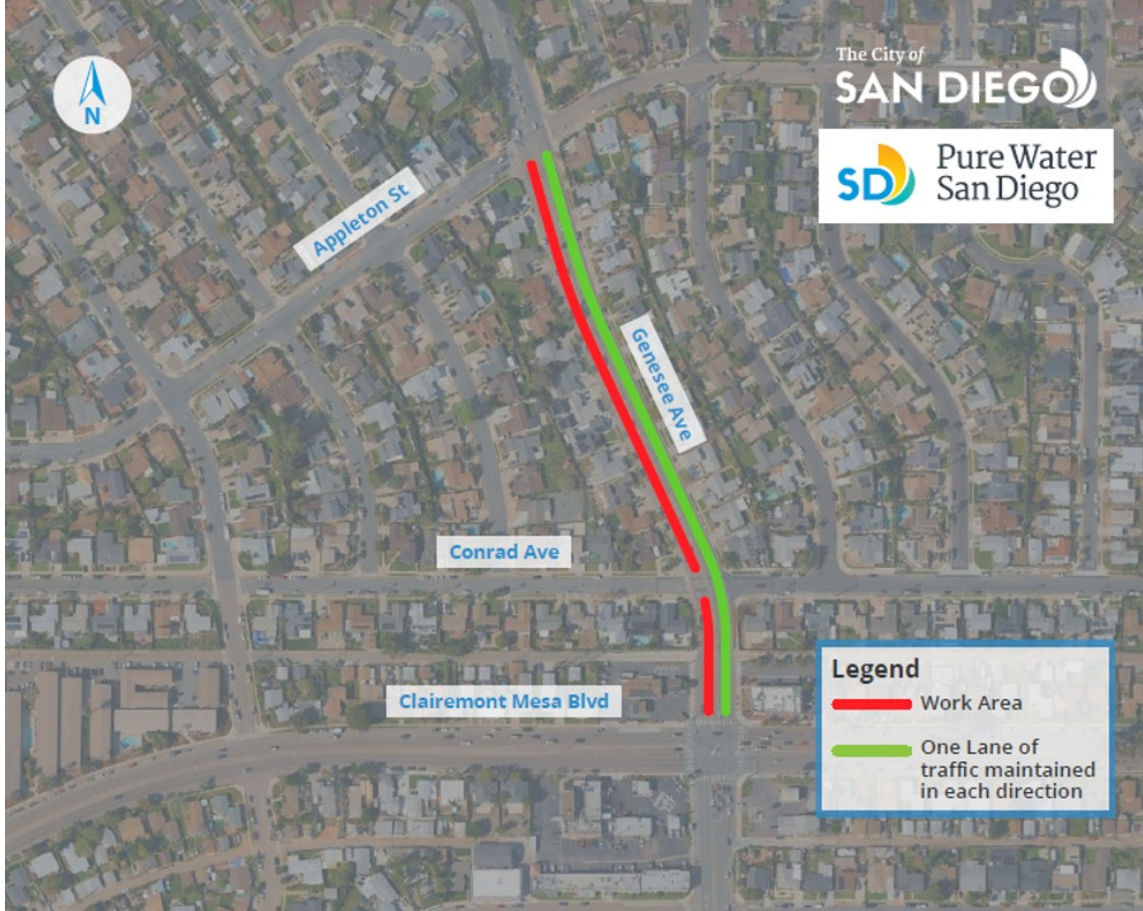 The City of
SAN DIEGO
SD
Pure Water
San Diego
N
Appleton St
Genesee Ave
Conrad Ave
Clairemont Mesa Blvd
Legend
Work Area
One Lane of
traffic maintained
in each direction